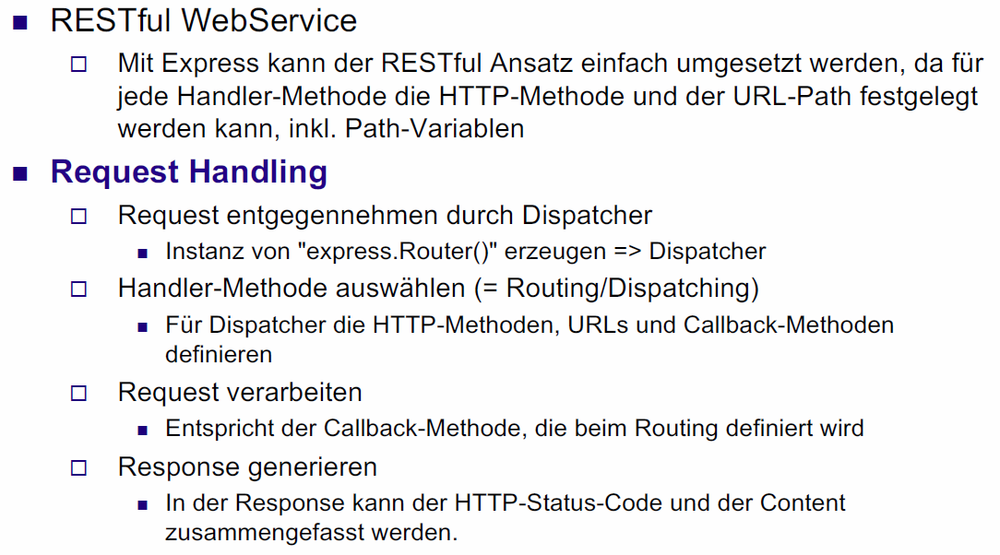 RESTful WebService
Mit Express kann der RESTful Ansatz einfach umgesetzt werden, da für
jede Handler-Methode die HTTP-Methode und der URL-Path festgelegt
werden kann, inkl. Path-Variablen
Request Handling
Request entgegennehmen durch Dispatcher
Instanz von "express.Router()" erzeugen => Dispatcher
Handler-Methode auswählen (= Routing/Dispatching)
Für Dispatcher die HTTP-Methoden, URLs und Callback-Methoden
definieren
Request verarbeiten
Entspricht der Callback-Methode, die beim Routing definiert wird
Response generieren
In der Response kann der HTTP-Status-Code und der Content
zusammengefasst werden.